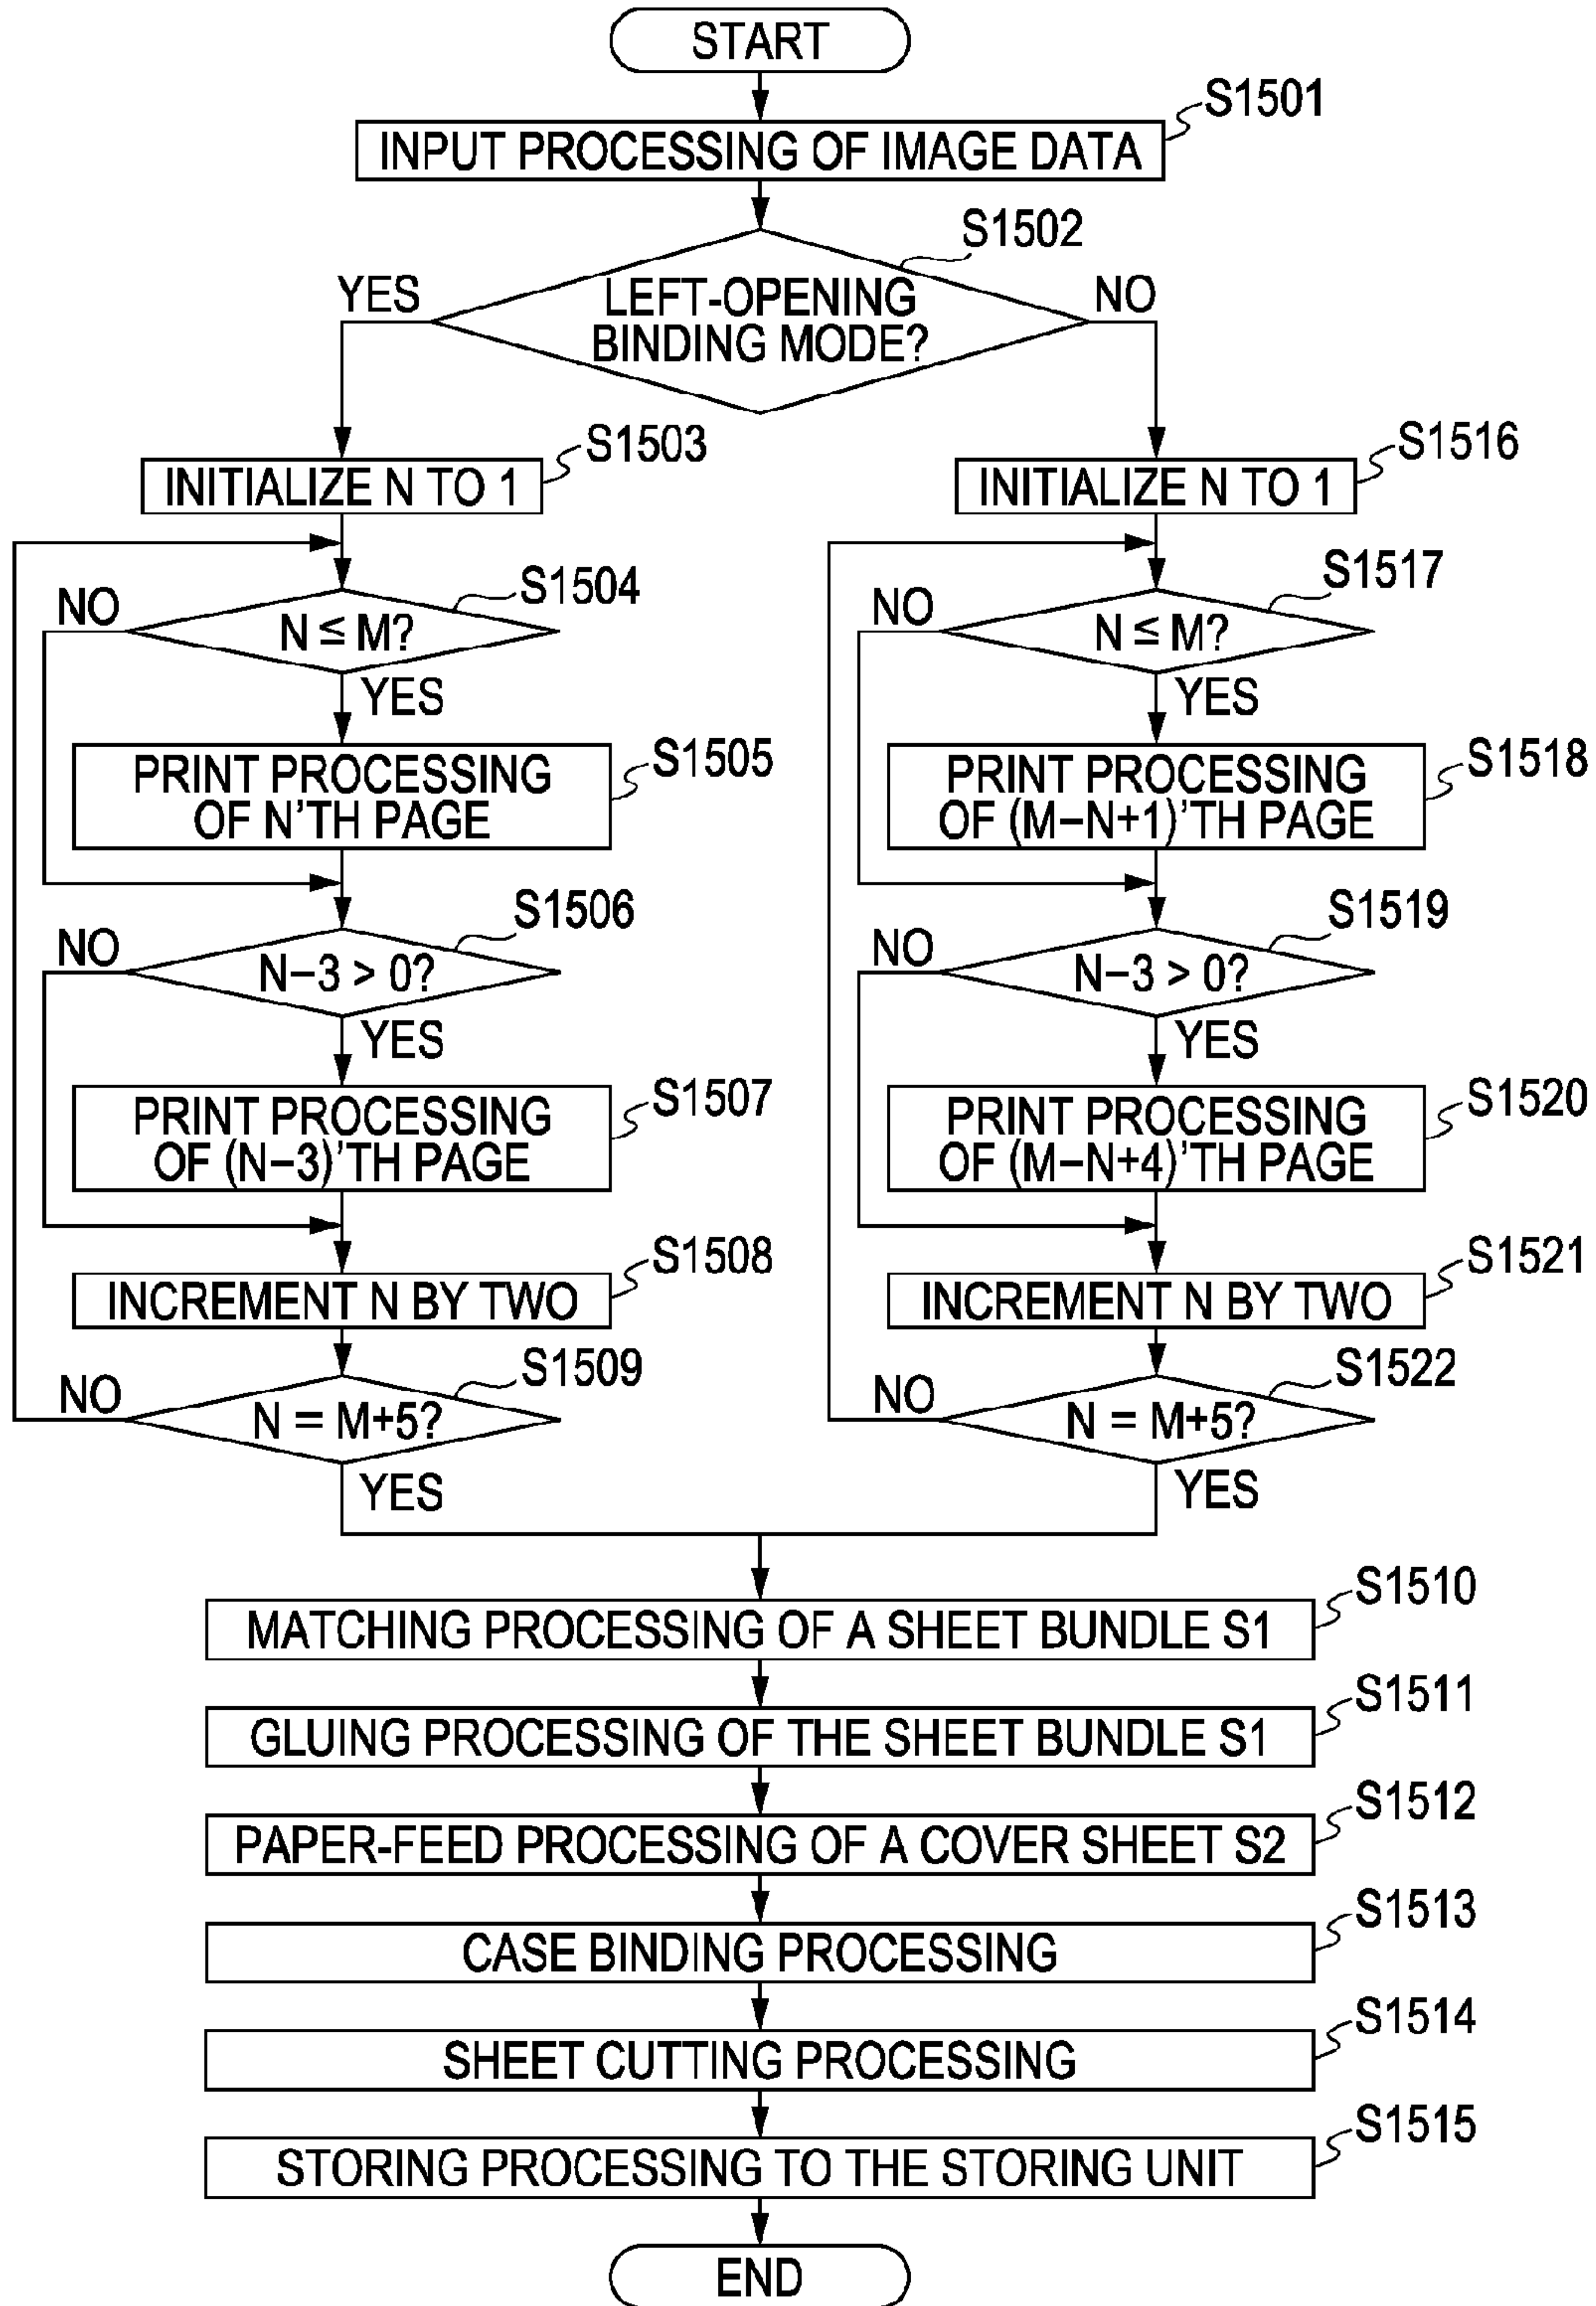 START
S1501
INPUT PROCESSING OF IMAGE DATA
S1502
YES
LEFT-OPENING
BINDING MODE?
NO
S1503
INITIALIZE N TO 1
S1504
NO
N ≤ M?
YES
S1505
PRINT PROCESSING
OF N'TH PAGE
S1506
NO
N–3 > 0?
YES
S1507
PRINT PROCESSING
OF (N–3)'TH PAGE
S1508
INCREMENT N BY TWO
S1509
NO
N = M+5?
YES
S1516
INITIALIZE N TO 1
S1517
NO
N ≤ M?
YES
S1518
PRINT PROCESSING
OF (M–N+1)'TH PAGE
S1519
NO
N–3 > 0?
YES
S1520
PRINT PROCESSING
OF (M–N+4)'TH PAGE
S1521
INCREMENT N BY TWO
S1522
NO
N = M+5?
YES
S1510
MATCHING PROCESSING OF A SHEET BUNDLE S1
S1511
GLUING PROCESSING OF THE SHEET BUNDLE S1
S1512
PAPER-FEED PROCESSING OF A COVER SHEET S2
S1513
CASE BINDING PROCESSING
S1514
SHEET CUTTING PROCESSING
S1515
STORING PROCESSING TO THE STORING UNIT
END